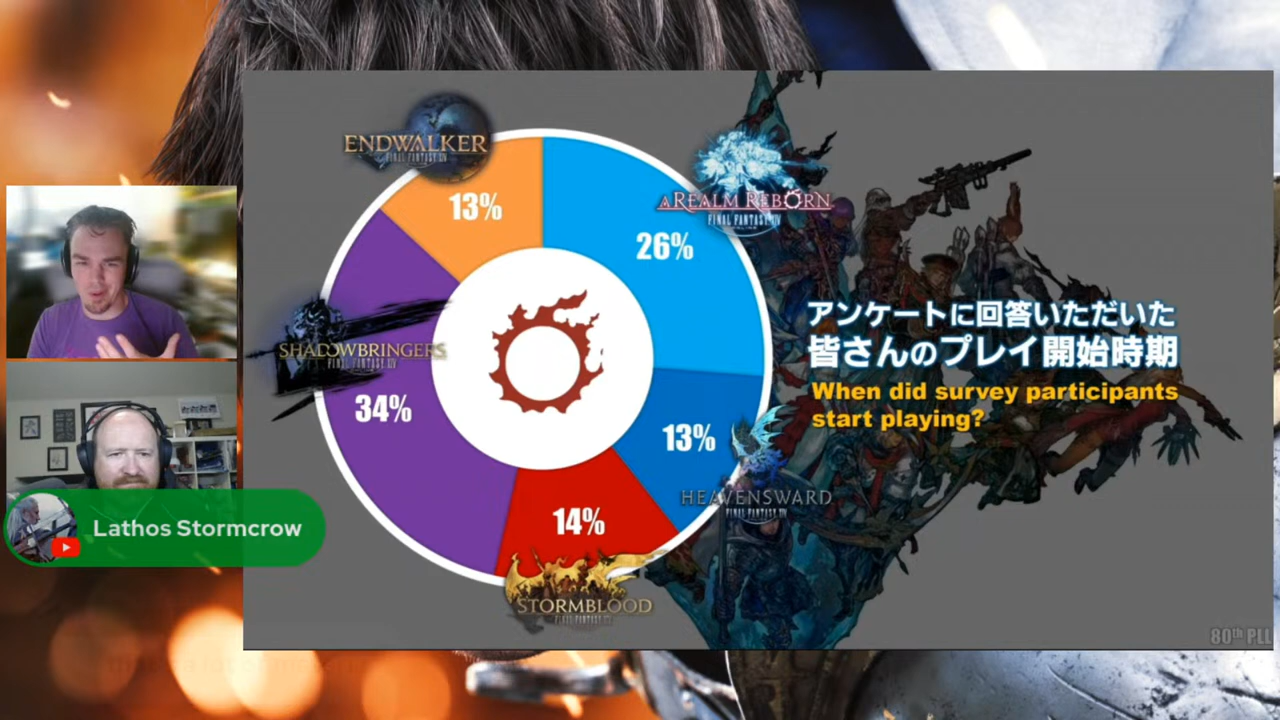 ENDWALKER
FINAL FANTASY XIV
13%
A REALM REBORN
FINAL FANTASY XIV
ONLINE
26%
SHADOWBRINGERS
FINAL FANTASY XIV
34%
13%
HEAVENSWARD
FINAL FANTASY XIV
14%
STORMBLOOD
FINAL FANTASY XIV
アンケートに回答いただいた
皆さんのプレイ開始時期
When did survey participants
start playing?
Lathos Stormcrow
80th PLL